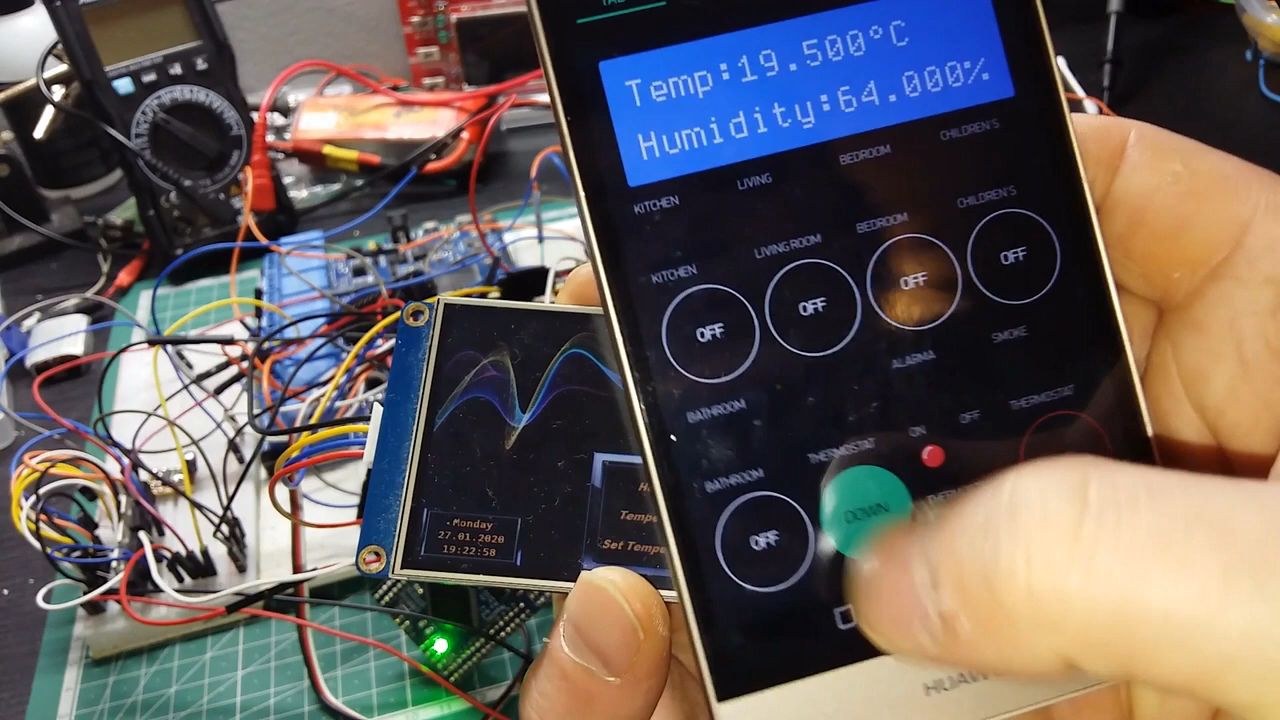 Temp:19.500°C
Humidity:64.000%
KITCHEN
LIVING
BEDROOM
CHILDREN'S
KITCHEN
LIVING ROOM
BEDROOM
CHILDREN'S
OFF
OFF
OFF
OFF
BATHROOM
ALARMA
SMOKE
BATHROOM
THERMOSTAT
ON
OFF
THERMOSTAT
OFF
DOWN
Monday
27.01.2020
19:22:58
Set